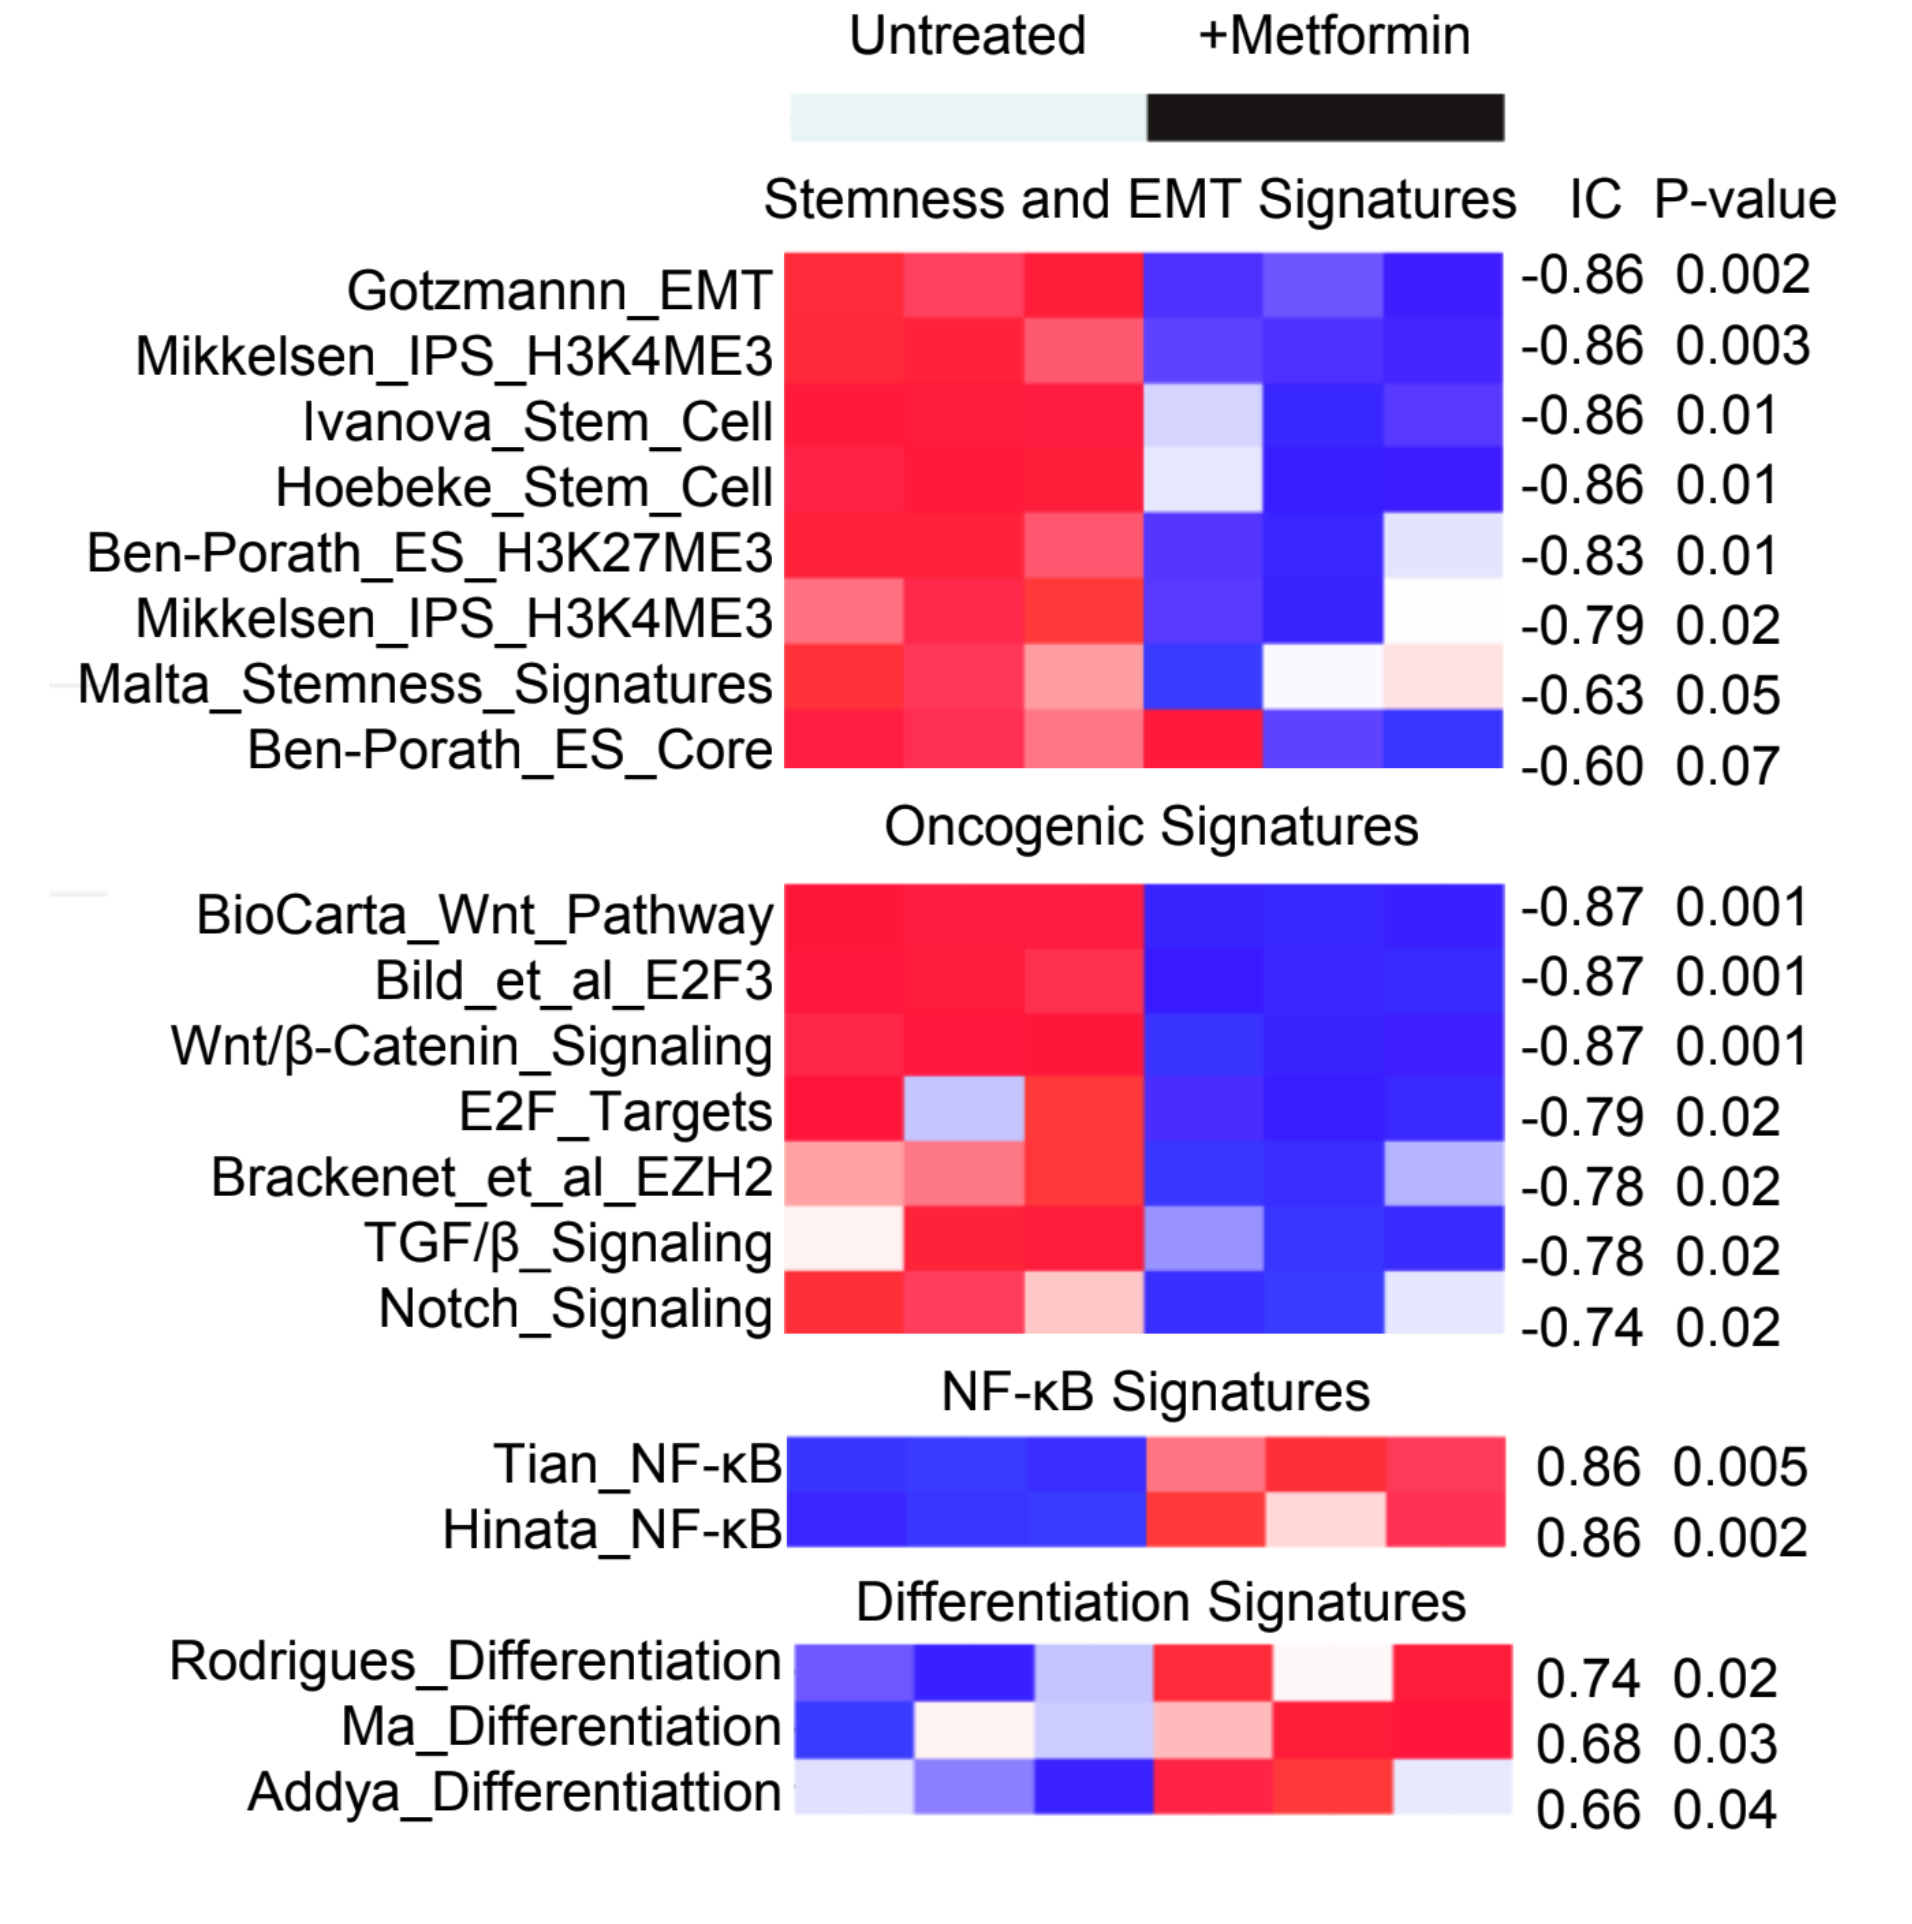 Untreated +Metformin
Stemness and EMT Signatures IC P-value
Gotzmannn_EMT -0.86 0.002
Mikkelsen_IPS_H3K4ME3 -0.86 0.003
Ivanova_Stem_Cell -0.86 0.01
Hoebeke_Stem_Cell -0.86 0.01
Ben-Porath_ES_H3K27ME3 -0.83 0.01
Mikkelsen_IPS_H3K4ME3 -0.79 0.02
Malta_Stemness_Signatures -0.63 0.05
Ben-Porath_ES_Core -0.60 0.07
Oncogenic Signatures
BioCarta_Wnt_Pathway -0.87 0.001
Bild_et_al_E2F3 -0.87 0.001
Wnt/β-Catenin_Signaling -0.87 0.001
E2F_Targets -0.79 0.02
Brackenet_et_al_EZH2 -0.78 0.02
TGF/β_Signaling -0.78 0.02
Notch_Signaling -0.74 0.02
NF-κB Signatures
Tian_NF-κB 0.86 0.005
Hinata_NF-κB 0.86 0.002
Differentiation Signatures
Rodrigues_Differentiation 0.74 0.02
Ma_Differentiation 0.68 0.03
Addya_Differentiattion 0.66 0.04